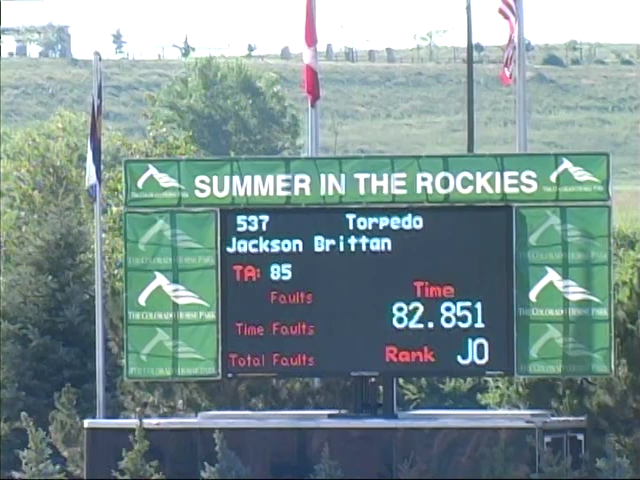 SUMMER IN THE ROCKIES
537 Torpedo
Jackson Brittan
TA: 85
Faults
Time
82.851
Time Faults
Total Faults
Rank JO
THE COLORADO HORSE PARK
THE COLORADO HORSE PARK